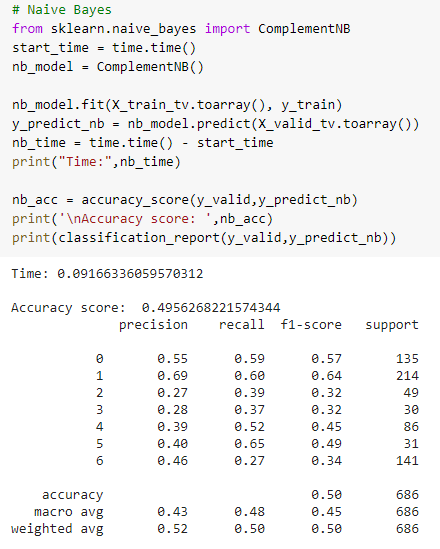 # Naive Bayes
from sklearn.naive_bayes import ComplementNB
start_time = time.time()
nb_model = ComplementNB()
nb_model.fit(X_train_tv.toarray(), y_train)
y_predict_nb = nb_model.predict(X_valid_tv.toarray())
nb_time = time.time() - start_time
print("Time:",nb_time)
nb_acc = accuracy_score(y_valid,y_predict_nb)
print('\nAccuracy score: ',nb_acc)
print(classification_report(y_valid,y_predict_nb))
Time: 0.09166336059570312
Accuracy score:  0.4956268221574344
precision recall f1-score support
0 0.55 0.59 0.57 135
1 0.69 0.60 0.64 214
2 0.27 0.39 0.32 49
3 0.28 0.37 0.32 30
4 0.39 0.52 0.45 86
5 0.40 0.65 0.49 31
6 0.46 0.27 0.34 141
accuracy 0.50 686
macro avg 0.43 0.48 0.45 686
weighted avg 0.52 0.50 0.50 686